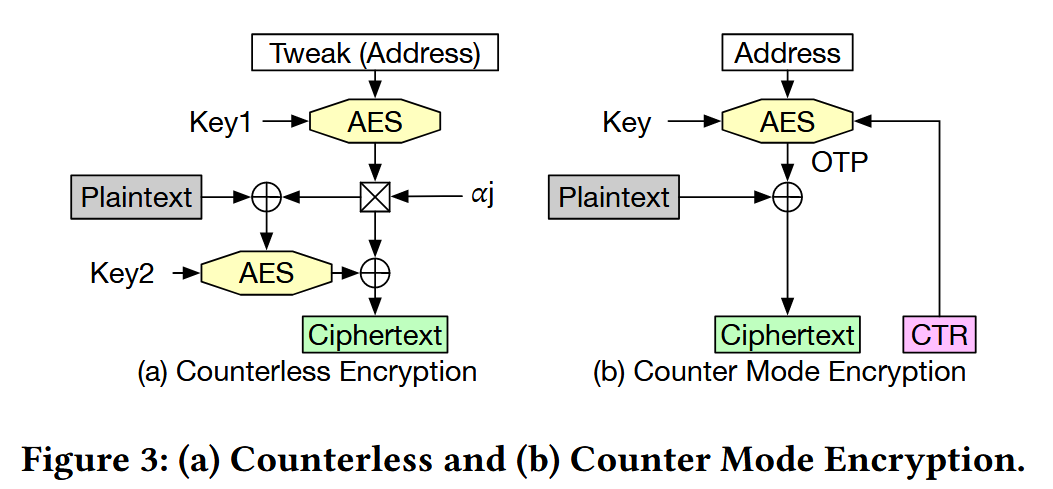 Tweak (Address)
Key1
AES
Plaintext
αj
Key2
AES
Ciphertext
(a) Counterless Encryption
Address
Key
AES
OTP
Plaintext
Ciphertext
CTR
(b) Counter Mode Encryption
Figure 3: (a) Counterless and (b) Counter Mode Encryption.